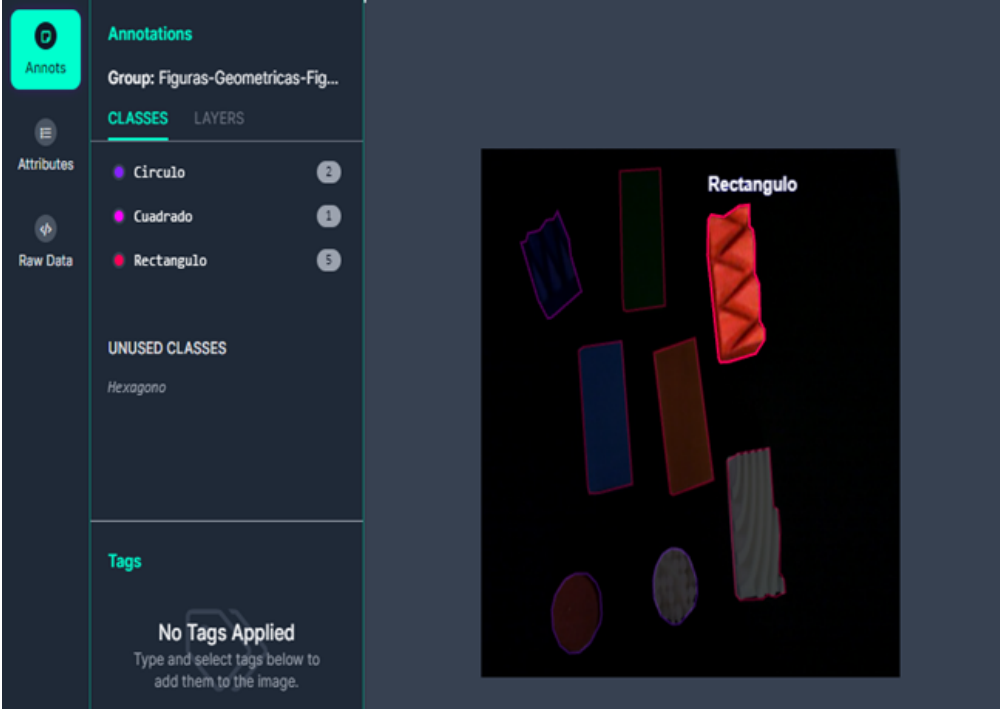 Annots
Attributes
Raw Data
Annotations
Group: Figuras-Geometricas-Fig...
CLASSES LAYERS
Circulo 2
Cuadrado 1
Rectangulo 5
UNUSED CLASSES
Hexagono
Tags
No Tags Applied
Type and select tags below to
add them to the image.
Rectangulo